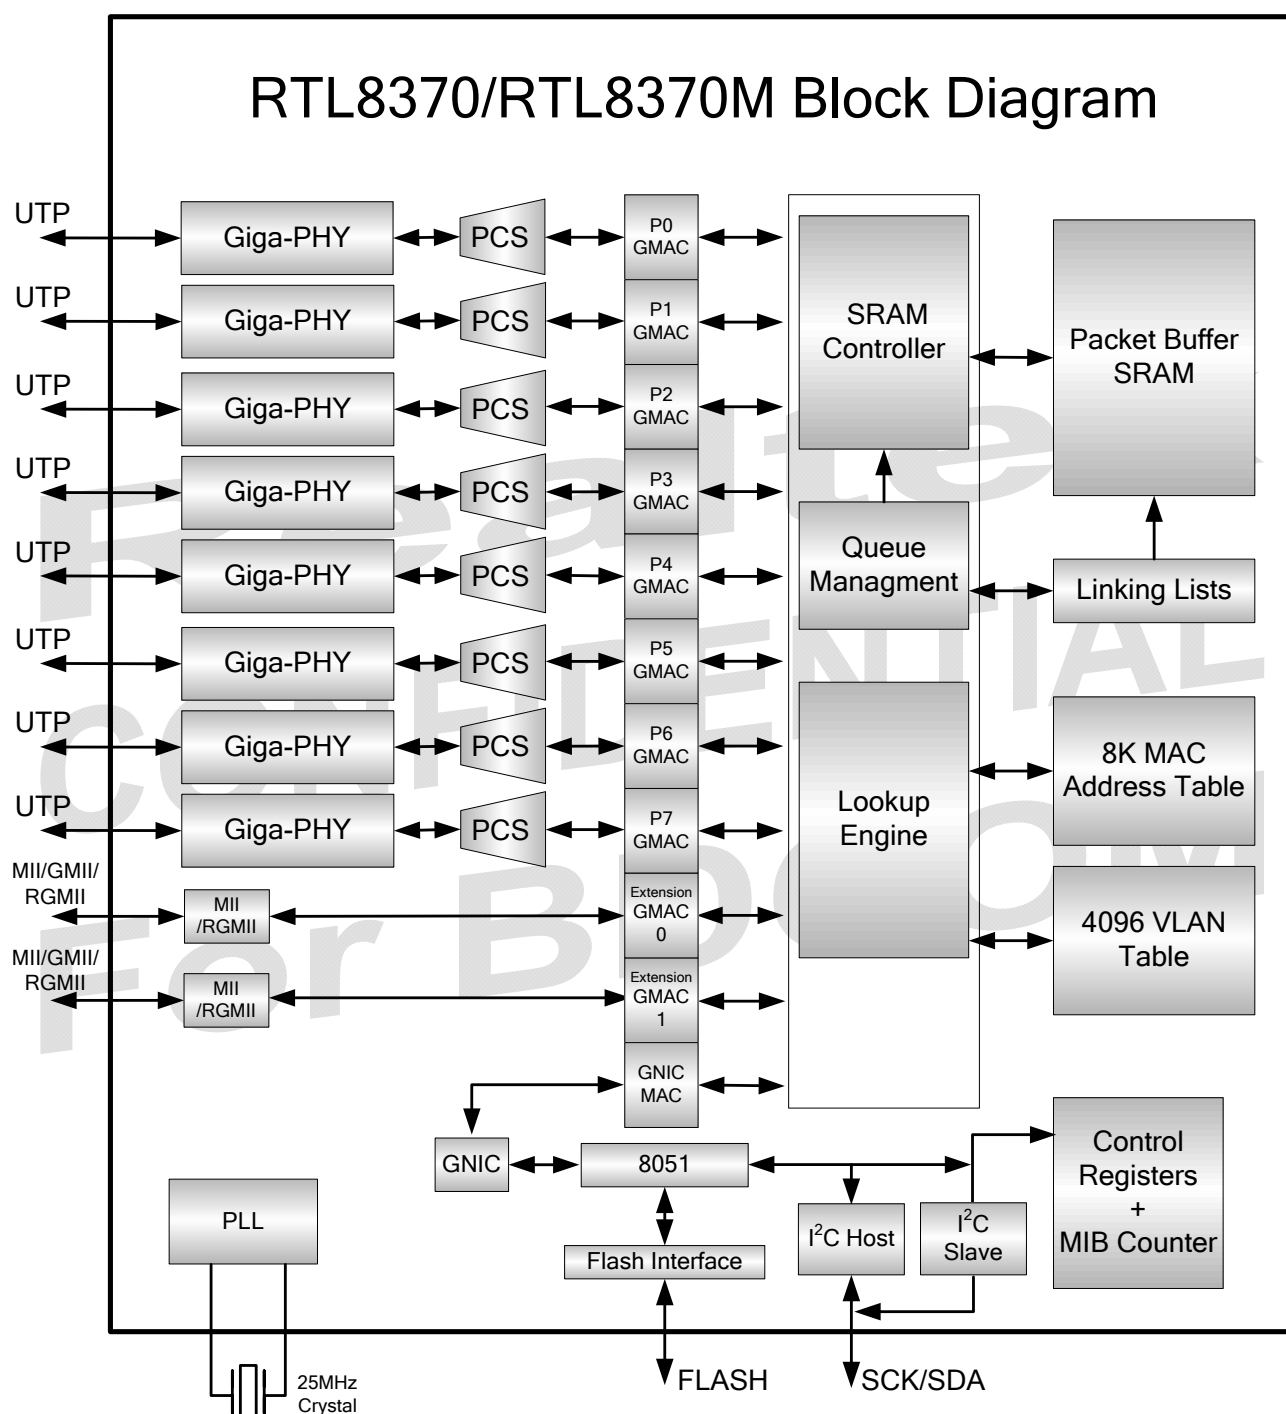 RTL8370/RTL8370M Block Diagram
UTP
Giga-PHY
PCS
P0
GMAC
UTP
Giga-PHY
PCS
P1
GMAC
UTP
Giga-PHY
PCS
P2
GMAC
UTP
Giga-PHY
PCS
P3
GMAC
UTP
Giga-PHY
PCS
P4
GMAC
UTP
Giga-PHY
PCS
P5
GMAC
UTP
Giga-PHY
PCS
P6
GMAC
UTP
Giga-PHY
PCS
P7
GMAC
MII/GMII/
RGMII
MII
/RGMII
Extension
GMAC
0
MII/GMII/
RGMII
MII
/RGMII
Extension
GMAC
1
GNIC
MAC
SRAM
Controller
Packet Buffer
SRAM
Queue
Managment
Linking Lists
Lookup
Engine
8K MAC
Address Table
4096 VLAN
Table
GNIC
8051
Control
Registers
+
MIB Counter
PLL
Flash Interface
I²C Host
I²C
Slave
25MHz
Crystal
FLASH
SCK/SDA
Realtek
CONFIDENTIAL